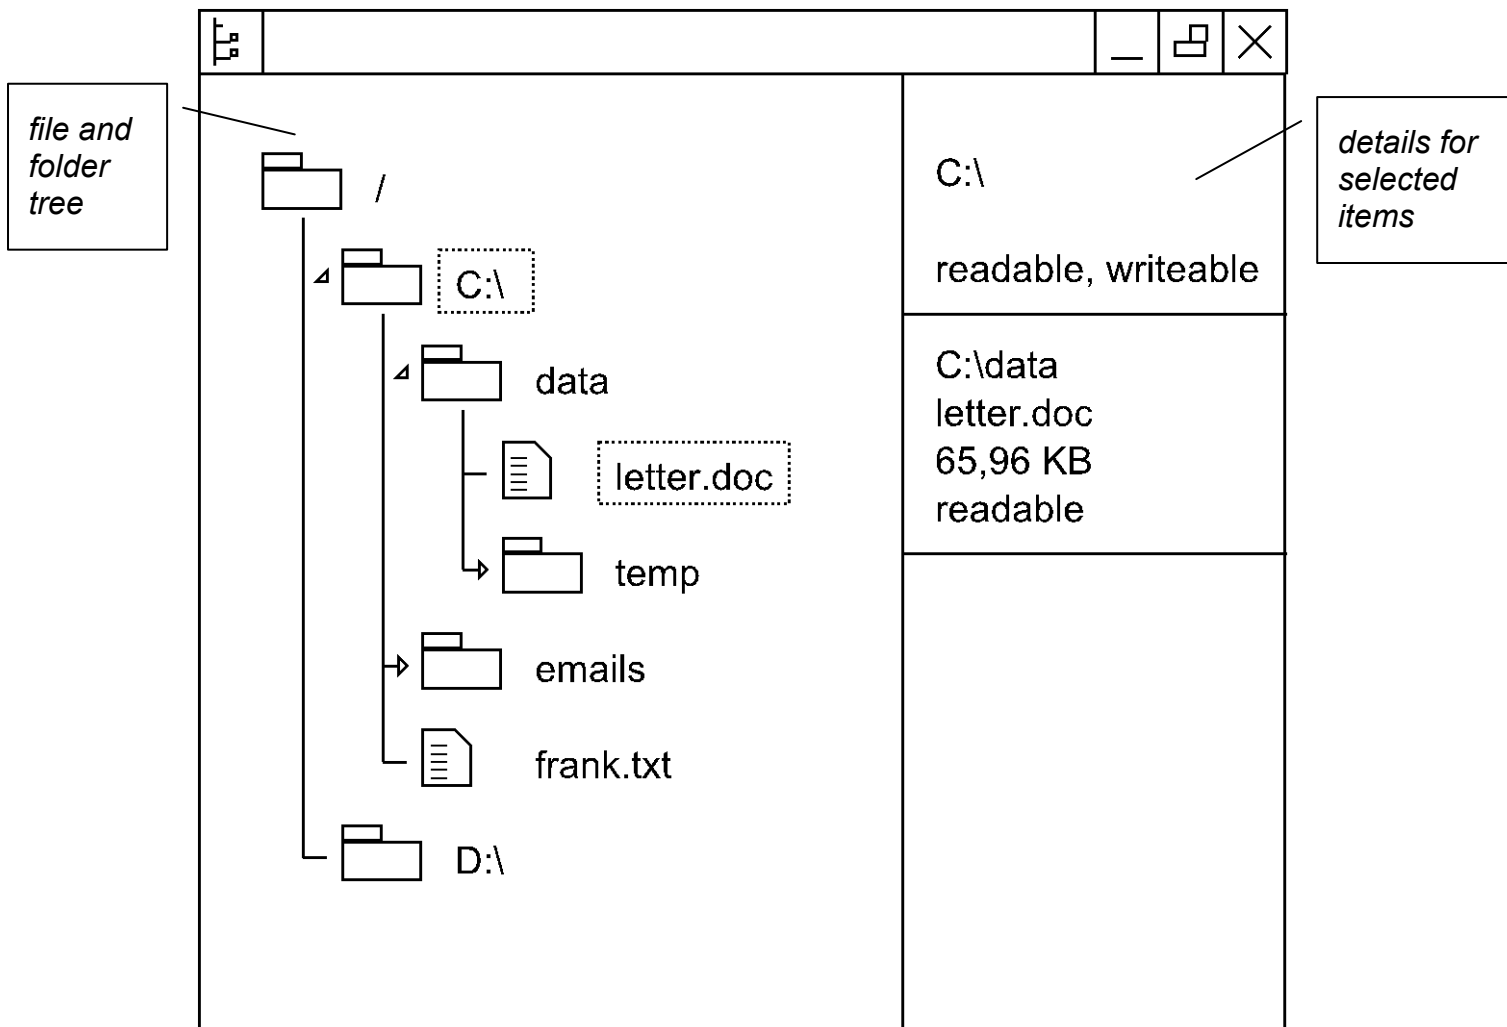 file and
folder
tree
/
C:\
data
letter.doc
temp
emails
frank.txt
D:\
C:\
readable, writeable
C:\data
letter.doc
65,96 KB
readable
details for
selected
items